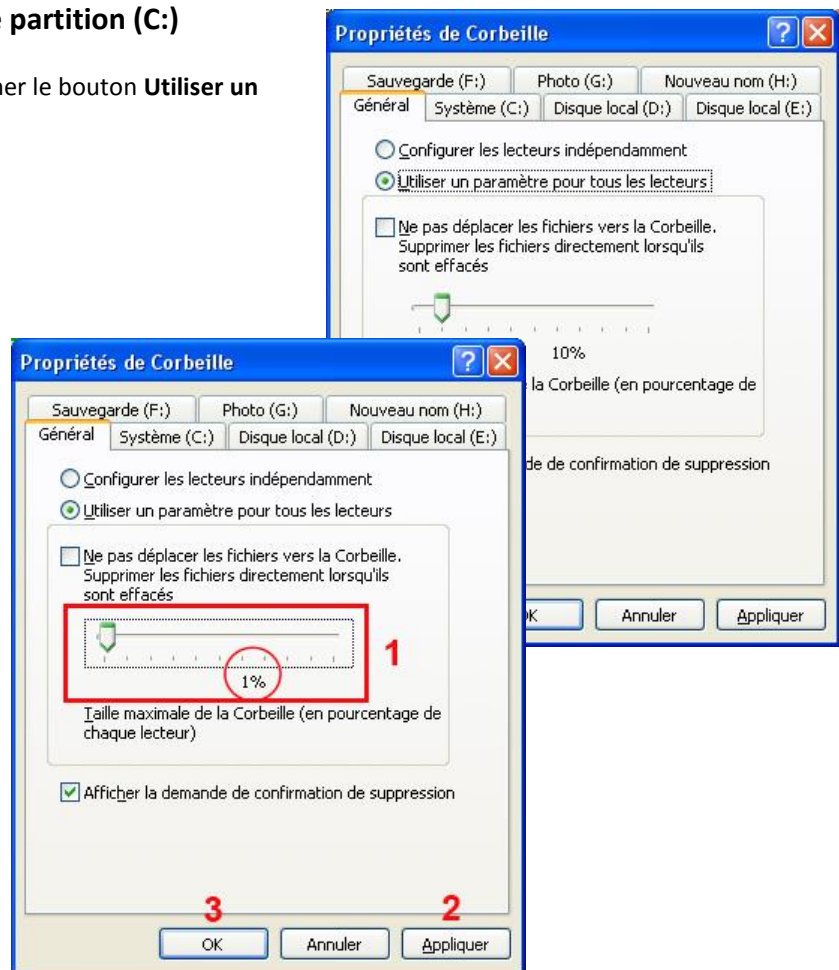 partition (C:)
er le bouton Utiliser un
Propriétés de Corbeille
Sauvegarde (F:) Photo (G:) Nouveau nom (H:)
Général Système (C:) Disque local (D:) Disque local (E:)
Configurer les lecteurs indépendamment
Utiliser un paramètre pour tous les lecteurs
Ne pas déplacer les fichiers vers la Corbeille.
Supprimer les fichiers directement lorsqu'ils
sont effacés
10%
la Corbeille (en pourcentage de
de de confirmation de suppression
Annuler Appliquer
Propriétés de Corbeille
Sauvegarde (F:) Photo (G:) Nouveau nom (H:)
Général Système (C:) Disque local (D:) Disque local (E:)
Configurer les lecteurs indépendamment
Utiliser un paramètre pour tous les lecteurs
Ne pas déplacer les fichiers vers la Corbeille.
Supprimer les fichiers directement lorsqu'ils
sont effacés
1
1%
Taille maximale de la Corbeille (en pourcentage de
chaque lecteur)
Afficher la demande de confirmation de suppression
3 2
OK Annuler Appliquer